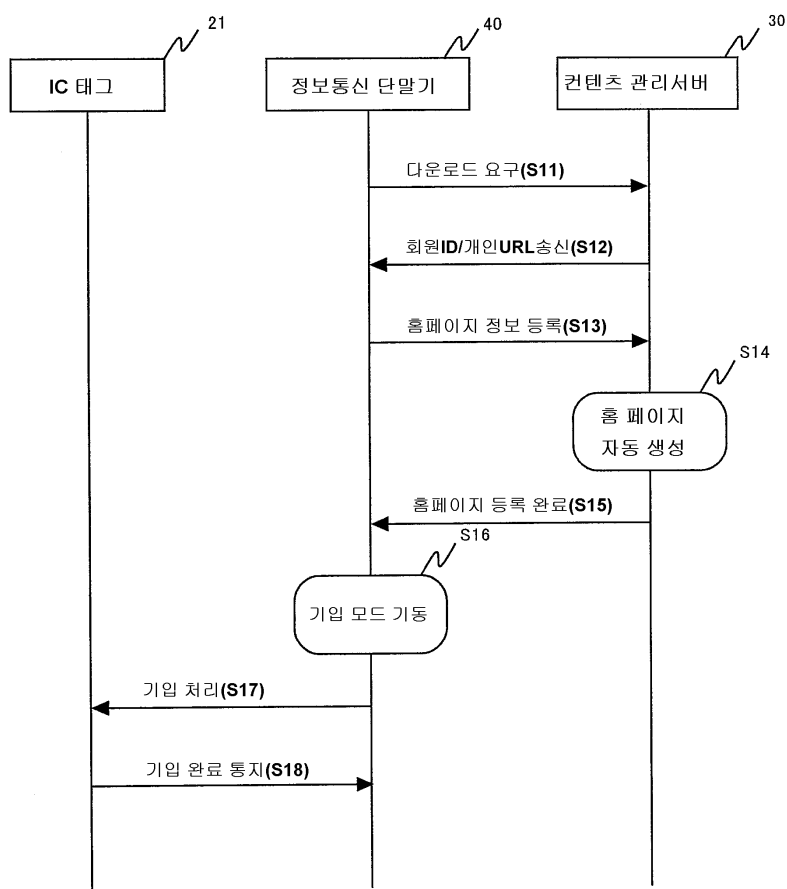 21
40
30
IC 태그
정보통신 단말기
컨텐츠 관리서버
다운로드 요구(S11)
회원ID/개인URL송신(S12)
홈페이지 정보 등록(S13)
S14
홈 페이지
자동 생성
홈페이지 등록 완료(S15)
S16
기입 모드 기동
기입 처리(S17)
기입 완료 통지(S18)